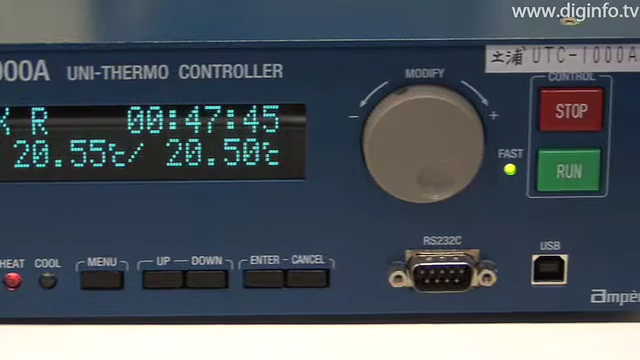 www.diginfo.tv
000A UNI-THERMO CONTROLLER
土浦 UTC-1000A
MODIFY
CONTROL
- +
STOP
R 00:47:45
20.55℃/ 20.50℃
FAST
RUN
RS232C
USB
HEAT COOL MENU UP - DOWN ENTER - CANCEL
Ampè